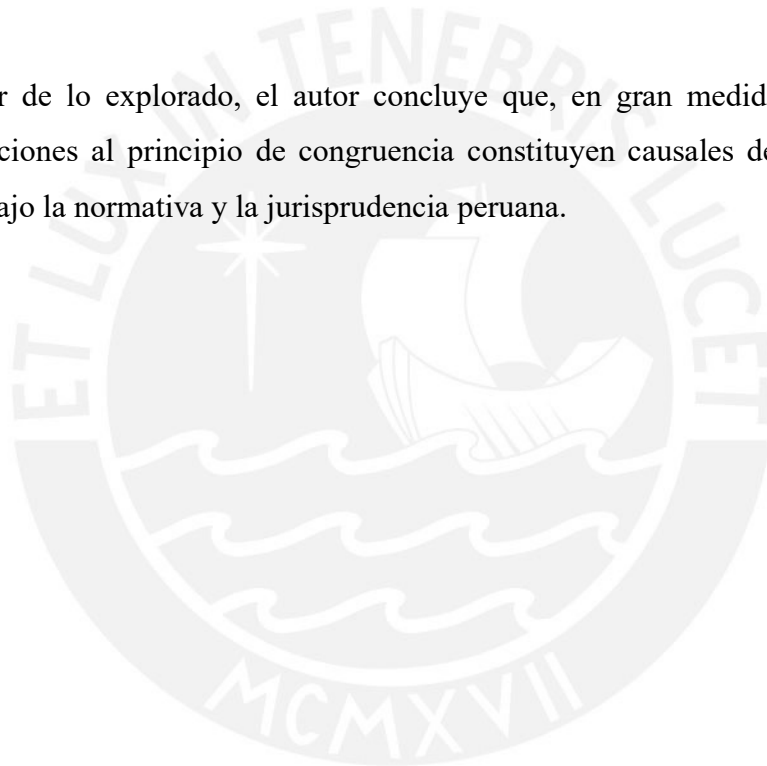 r de lo explorado, el autor concluye que, en gran medid
ciones al principio de congruencia constituyen causales de
ajo la normativa y la jurisprudencia peruana.
ET LUX IN TENEBRIS LUCET
MCMXVII